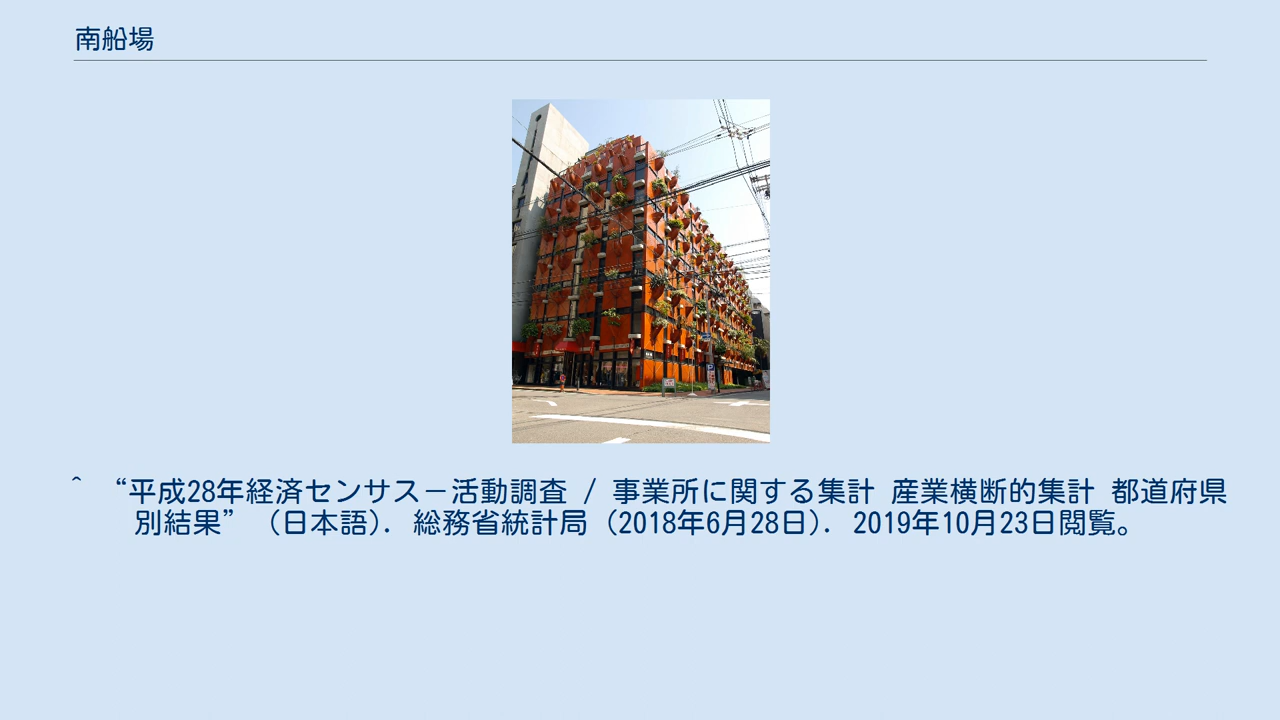 南船場
^ “平成28年経済センサス－活動調査 / 事業所に関する集計 産業横断的集計 都道府県
別結果” (日本語). 総務省統計局 (2018年6月28日). 2019年10月23日閲覧。